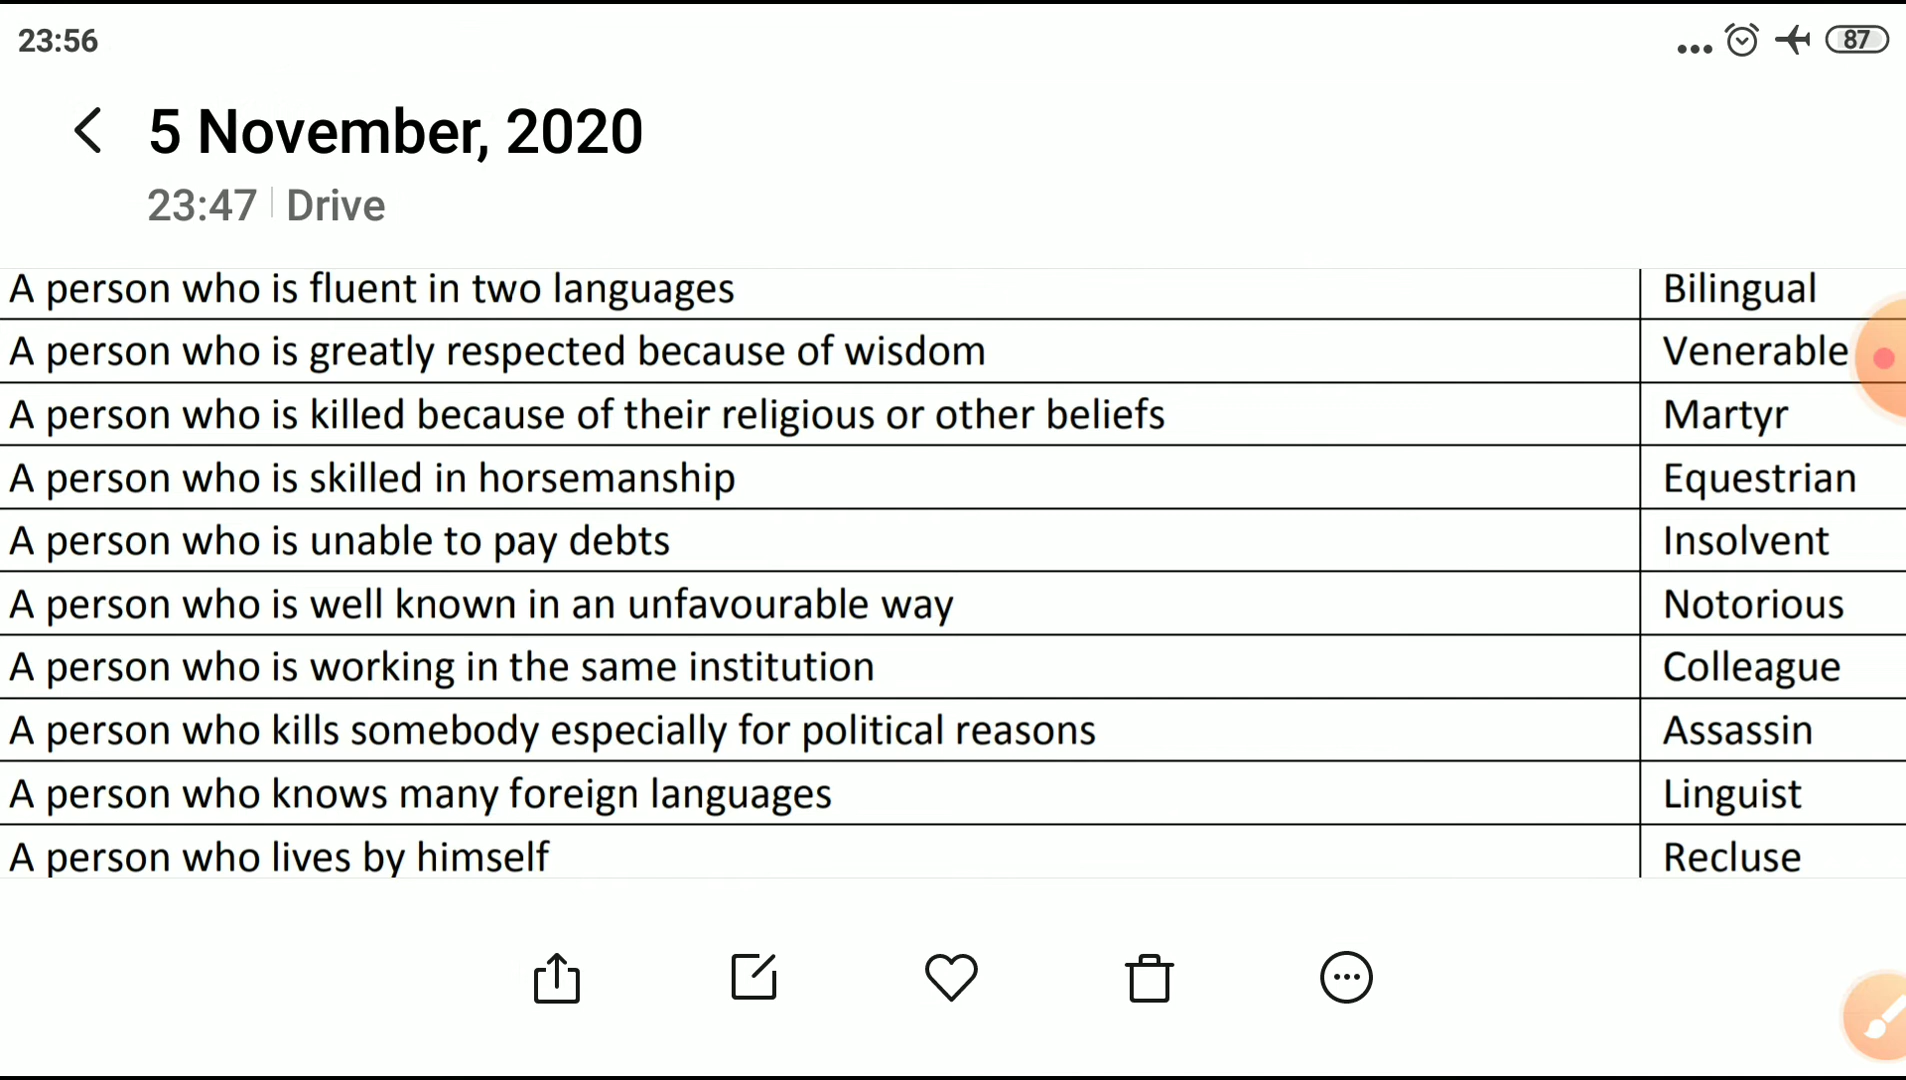 23:56
87
5 November, 2020
23:47 Drive
A person who is fluent in two languages Bilingual
A person who is greatly respected because of wisdom Venerable
A person who is killed because of their religious or other beliefs Martyr
A person who is skilled in horsemanship Equestrian
A person who is unable to pay debts Insolvent
A person who is well known in an unfavourable way Notorious
A person who is working in the same institution Colleague
A person who kills somebody especially for political reasons Assassin
A person who knows many foreign languages Linguist
A person who lives by himself Recluse